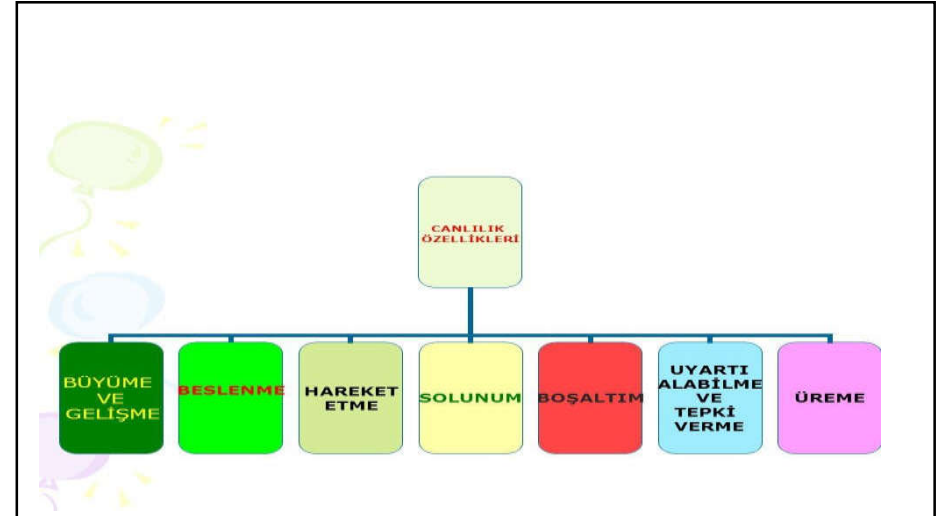 CANLILIK
ÖZELLİKLERİ
BÜYÜME
VE
GELİŞME
BESLENME
HAREKET
ETME
SOLUNUM
BOŞALTIM
UYARTI
ALABİLME
VE
TEPKİ
VERME
ÜREME